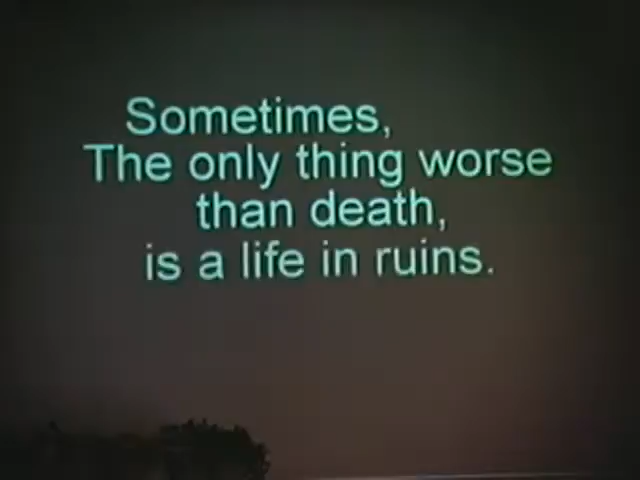 Sometimes,
The only thing worse
than death,
is a life in ruins.